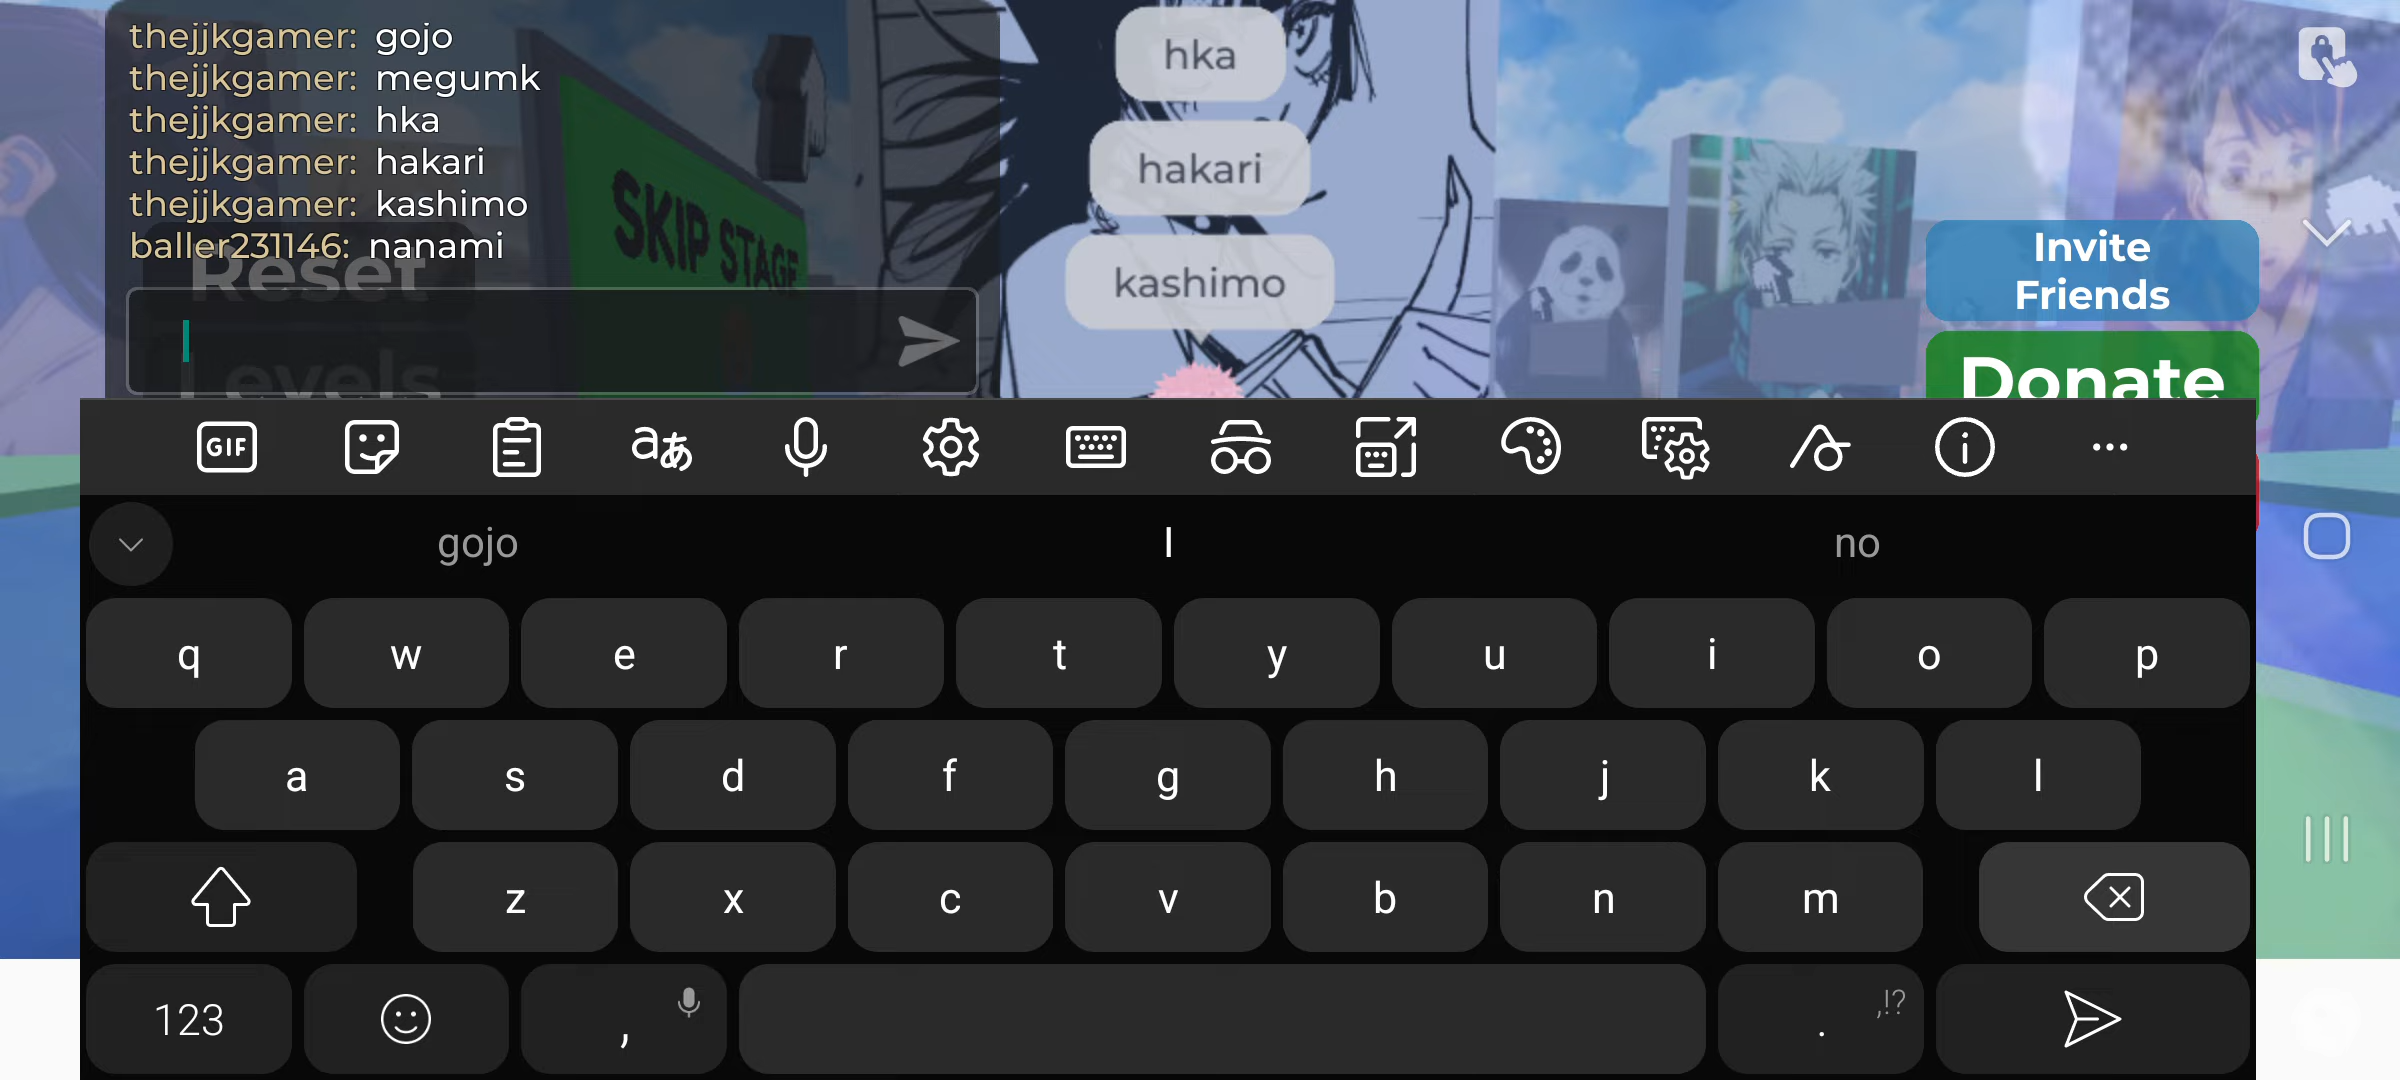 thejjkgamer: gojo
thejjkgamer: megumk
thejjkgamer: hka
thejjkgamer: hakari
thejjkgamer: kashimo
baller231146: nanami
Reset
Levels
SKIP STAGE
hka
hakari
kashimo
Invite
Friends
Donate
GIF
aあ
gojo
I
no
q w e r t y u i o p
a s d f g h j k l
z x c v b n m
123 , . ,!?